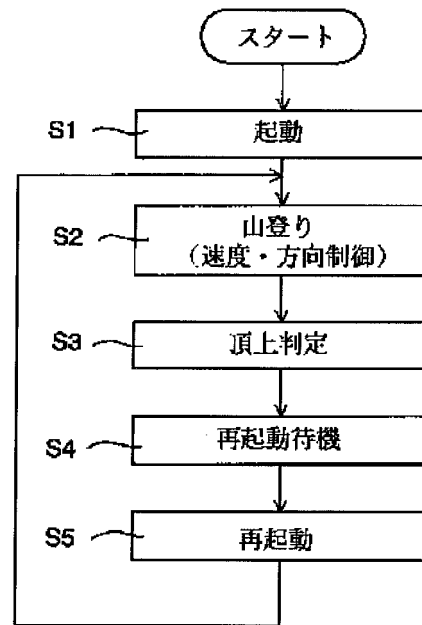 スタート
S1
起動
S2
山登り
(速度・方向制御)
S3
頂上判定
S4
再起動待機
S5
再起動